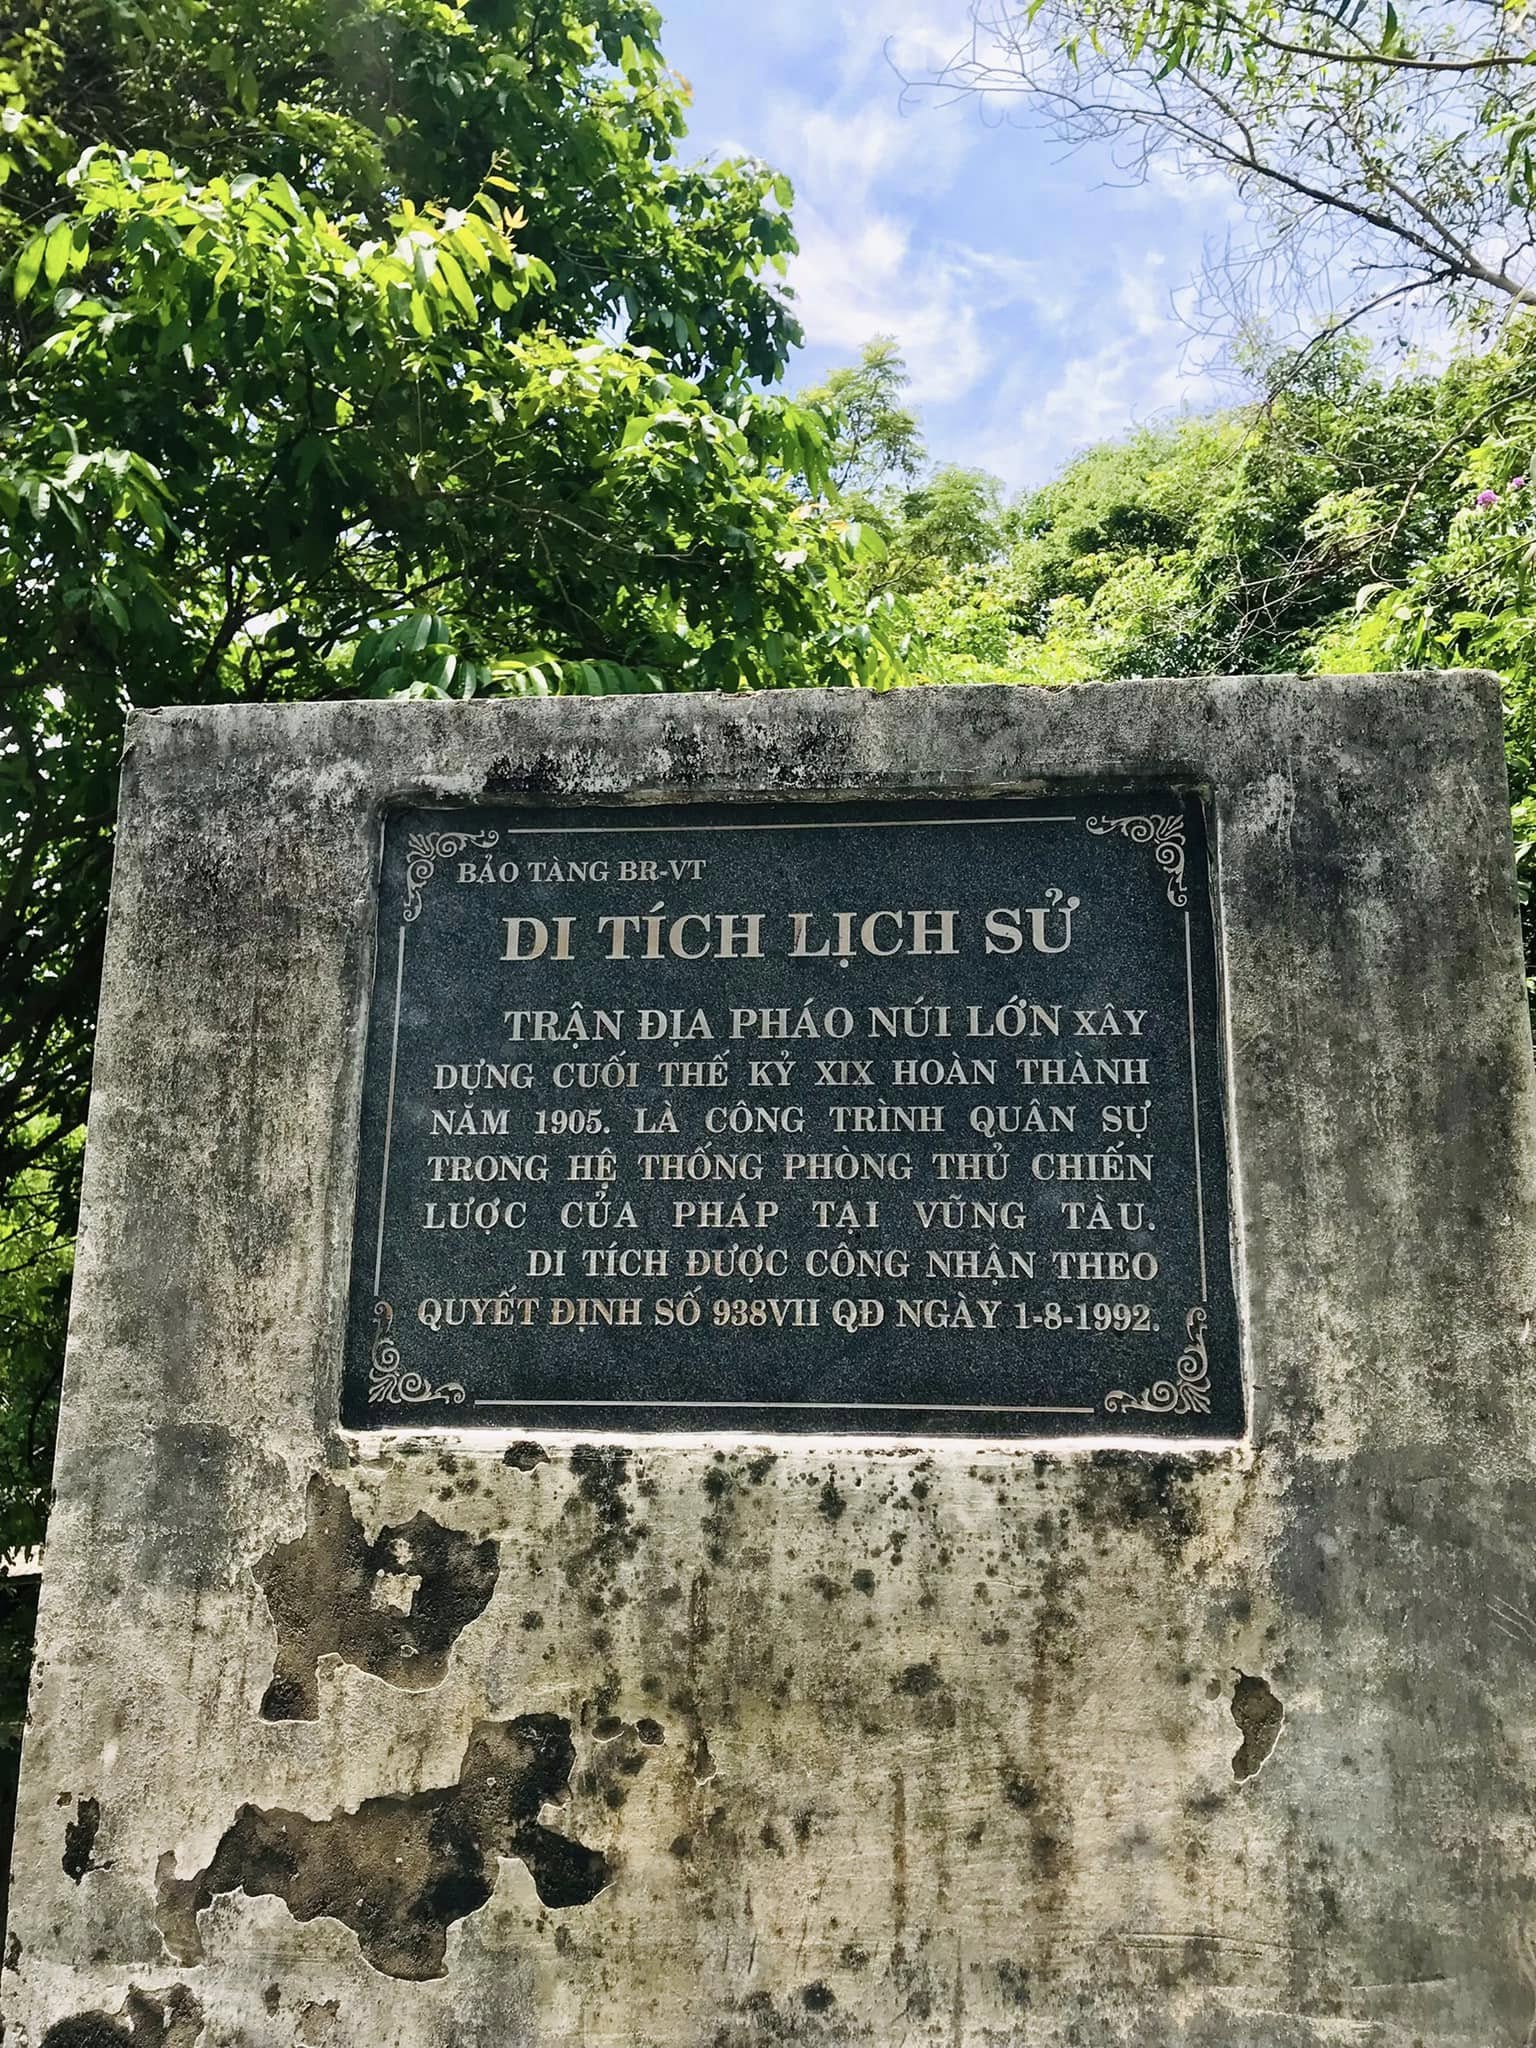 BẢO TÀNG BR-VT
DI TÍCH LỊCH SỬ
TRẬN ĐỊA PHÁO NÚI LỚN XÂY
DỰNG CUỐI THẾ KỶ XIX HOÀN THÀNH
NĂM 1905. LÀ CÔNG TRÌNH QUÂN SỰ
TRONG HỆ THỐNG PHÒNG THỦ CHIẾN
LƯỢC CỦA PHÁP TẠI VŨNG TÀU.
DI TÍCH ĐƯỢC CÔNG NHẬN THEO
QUYẾT ĐỊNH SỐ 938VII QĐ NGÀY 1-8-1992.